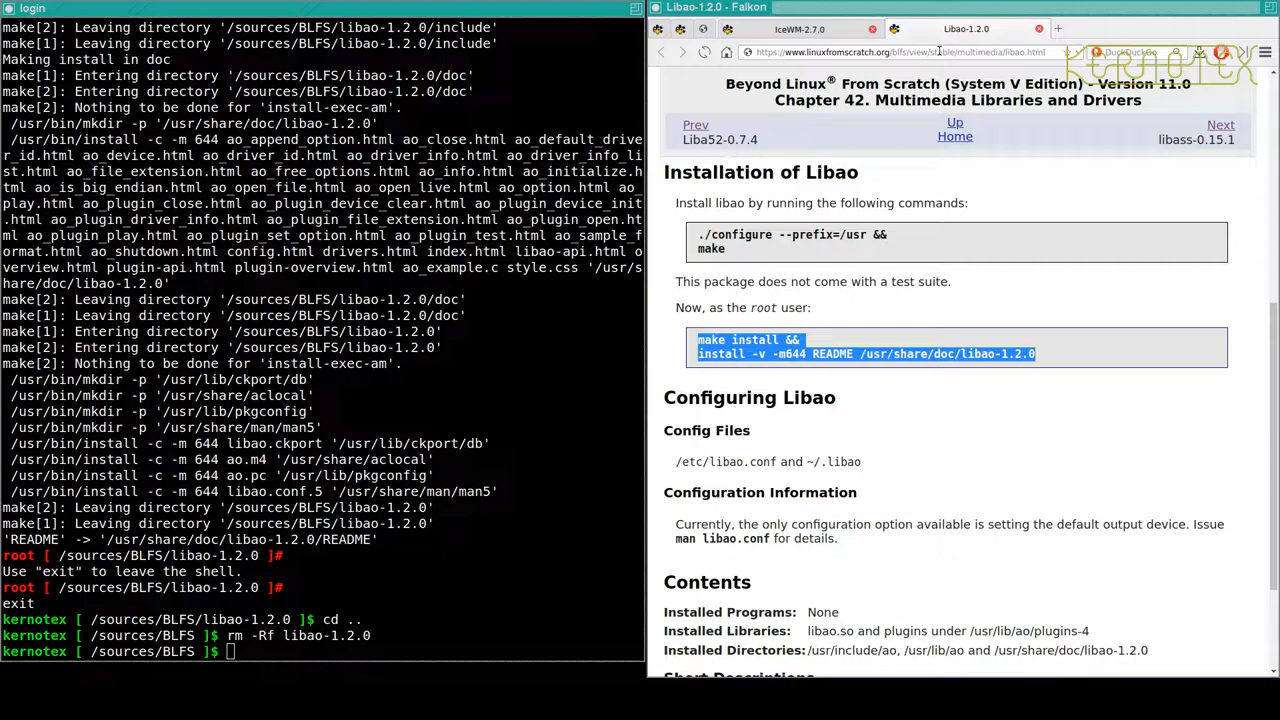 login
make[2]: Leaving directory '/sources/BLFS/libao-1.2.0/include'
make[1]: Leaving directory '/sources/BLFS/libao-1.2.0/include'
Making install in doc
make[1]: Entering directory '/sources/BLFS/libao-1.2.0/doc'
make[2]: Entering directory '/sources/BLFS/libao-1.2.0/doc'
make[2]: Nothing to be done for 'install-exec-am'.
/usr/bin/mkdir -p '/usr/share/doc/libao-1.2.0'
/usr/bin/install -c -m 644 ao_append_option.html ao_close.html ao_default_drive
r_id.html ao_device.html ao_driver_id.html ao_driver_info.html ao_driver_info_li
st.html ao_file_extension.html ao_free_options.html ao_info.html ao_initialize.h
tml ao_is_big_endian.html ao_open_file.html ao_open_live.html ao_option.html ao_
play.html ao_plugin_close.html ao_plugin_device_clear.html ao_plugin_device_init
.html ao_plugin_driver_info.html ao_plugin_file_extension.html ao_plugin_open.ht
ml ao_plugin_play.html ao_plugin_set_option.html ao_plugin_test.html ao_sample_f
ormat.html ao_shutdown.html config.html drivers.html index.html libao-api.html o
verview.html plugin-api.html plugin-overview.html ao_example.c style.css '/usr/s
hare/doc/libao-1.2.0'
make[2]: Leaving directory '/sources/BLFS/libao-1.2.0/doc'
make[1]: Leaving directory '/sources/BLFS/libao-1.2.0/doc'
make[1]: Entering directory '/sources/BLFS/libao-1.2.0'
make[2]: Entering directory '/sources/BLFS/libao-1.2.0'
make[2]: Nothing to be done for 'install-exec-am'.
/usr/bin/mkdir -p '/usr/lib/ckport/db'
/usr/bin/mkdir -p '/usr/share/aclocal'
/usr/bin/mkdir -p '/usr/lib/pkgconfig'
/usr/bin/mkdir -p '/usr/share/man/man5'
/usr/bin/install -c -m 644 libao.ckport '/usr/lib/ckport/db'
/usr/bin/install -c -m 644 ao.m4 '/usr/share/aclocal'
/usr/bin/install -c -m 644 ao.pc '/usr/lib/pkgconfig'
/usr/bin/install -c -m 644 libao.conf.5 '/usr/share/man/man5'
make[2]: Leaving directory '/sources/BLFS/libao-1.2.0'
make[1]: Leaving directory '/sources/BLFS/libao-1.2.0'
'README' -> '/usr/share/doc/libao-1.2.0/README'
root [ /sources/BLFS/libao-1.2.0 ]#
Use "exit" to leave the shell.
root [ /sources/BLFS/libao-1.2.0 ]#
exit
kernotex [ /sources/BLFS/libao-1.2.0 ]$ cd ..
kernotex [ /sources/BLFS ]$ rm -Rf libao-1.2.0
kernotex [ /sources/BLFS ]$
Libao-1.2.0 - Falkon
IceWM-2.7.0
Libao-1.2.0
https://www.linuxfromscratch.org/blfs/view/stable/multimedia/libao.html
DuckDuckGo
KERNOTEX
Beyond Linux® From Scratch (System V Edition) - Version 11.0
Chapter 42. Multimedia Libraries and Drivers
Prev
Up
Next
Liba52-0.7.4
Home
libass-0.15.1
Installation of Libao
Install libao by running the following commands:
./configure --prefix=/usr &&
make
This package does not come with a test suite.
Now, as the root user:
make install &&
install -v -m644 README /usr/share/doc/libao-1.2.0
Configuring Libao
Config Files
/etc/libao.conf and ~/.libao
Configuration Information
Currently, the only configuration option available is setting the default output device. Issue
man libao.conf for details.
Contents
Installed Programs: None
Installed Libraries: libao.so and plugins under /usr/lib/ao/plugins-4
Installed Directories: /usr/include/ao, /usr/lib/ao and /usr/share/doc/libao-1.2.0
Short Descriptions